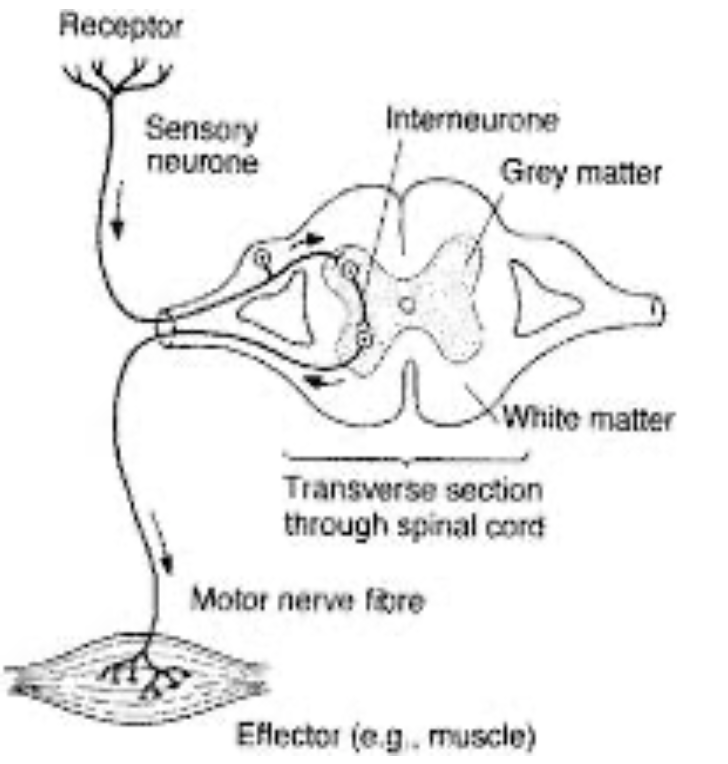 Receptor
Sensory
neurone
Interneurone
Grey matter
White matter
Transverse section
through spinal cord
Motor nerve fibre
Effector (e.g., muscle)